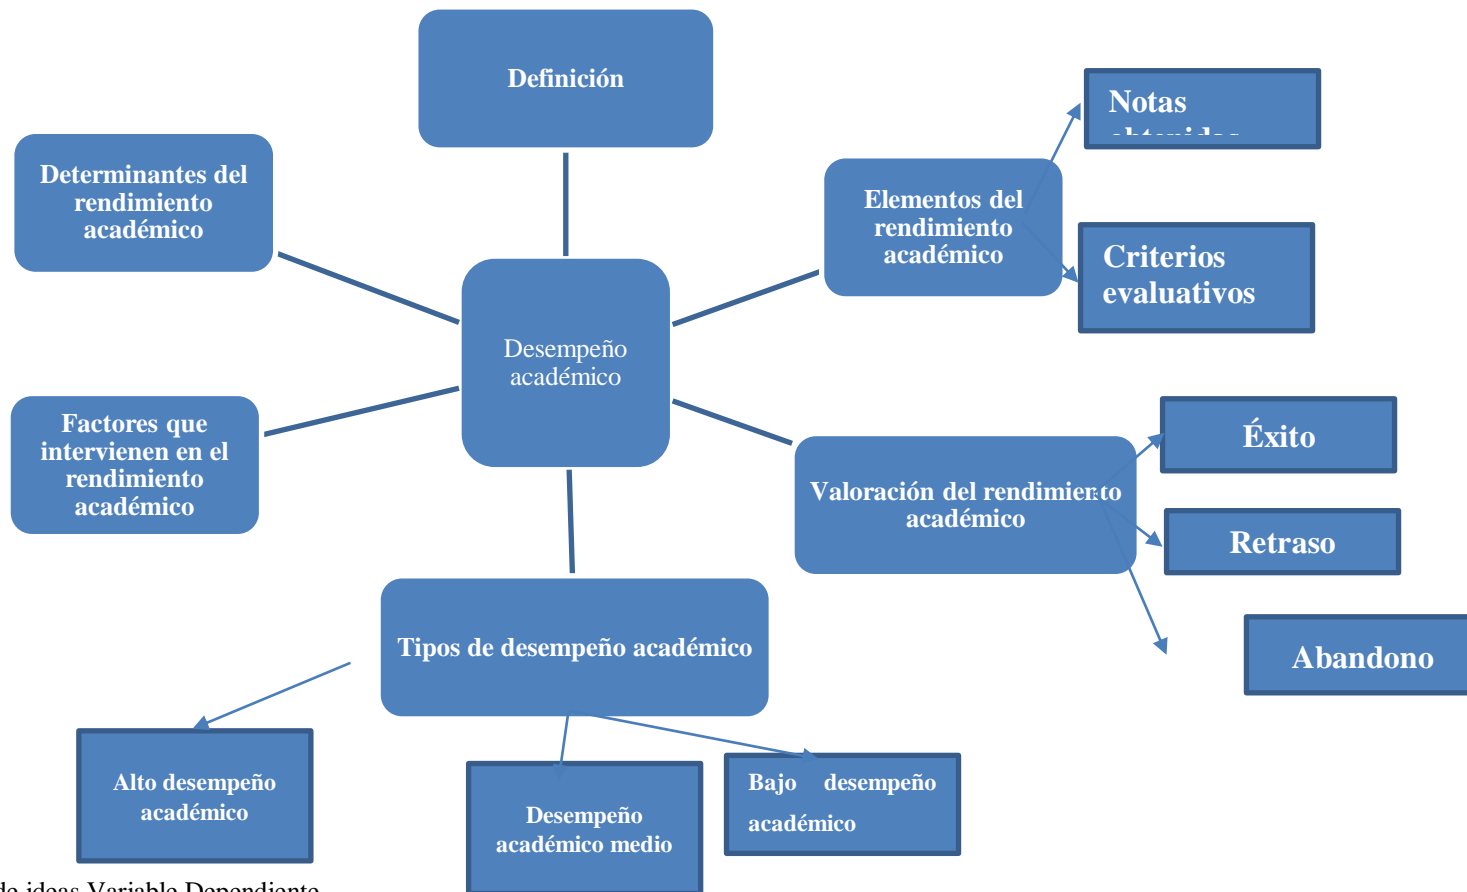 Definición
Determinantes del
rendimiento
académico
Notas
Elementos del
rendimiento
académico
Criterios
evaluativos
Desempeño
académico
Factores que
intervienen en el
rendimiento
académico
Éxito
Valoración del rendimiento
académico
Retraso
Abandono
Tipos de desempeño académico
Alto desempeño
académico
Desempeño
académico medio
Bajo desempeño
académico
de ideas Variable Dependiente